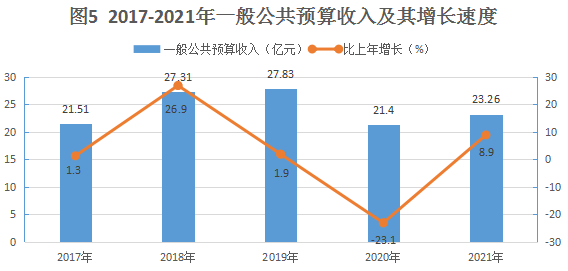 图5 2017-2021年一般公共预算收入及其增长速度
一般公共预算收入（亿元） 比上年增长（%）
30 27.31 27.83 30
25 21.51 26.9 21.4 23.26 20
20 10
15 1.3 1.9 8.9 0
10 -10
5 -20
0 -23.1 -30
2017年 2018年 2019年 2020年 2021年